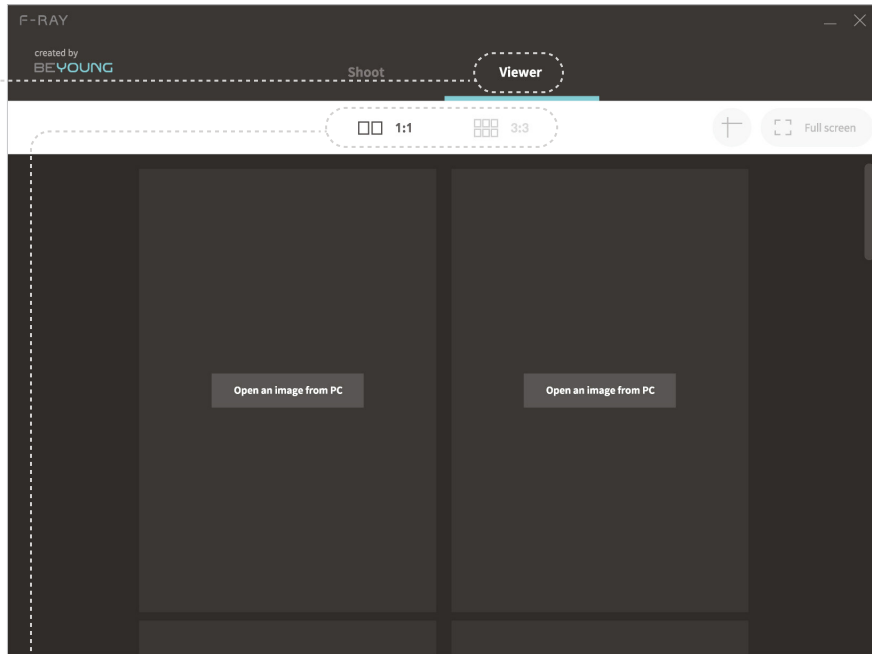 F-RAY
created by
BEYOUNG
Shoot
Viewer
1:1
3:3
Full screen
Open an image from PC
Open an image from PC